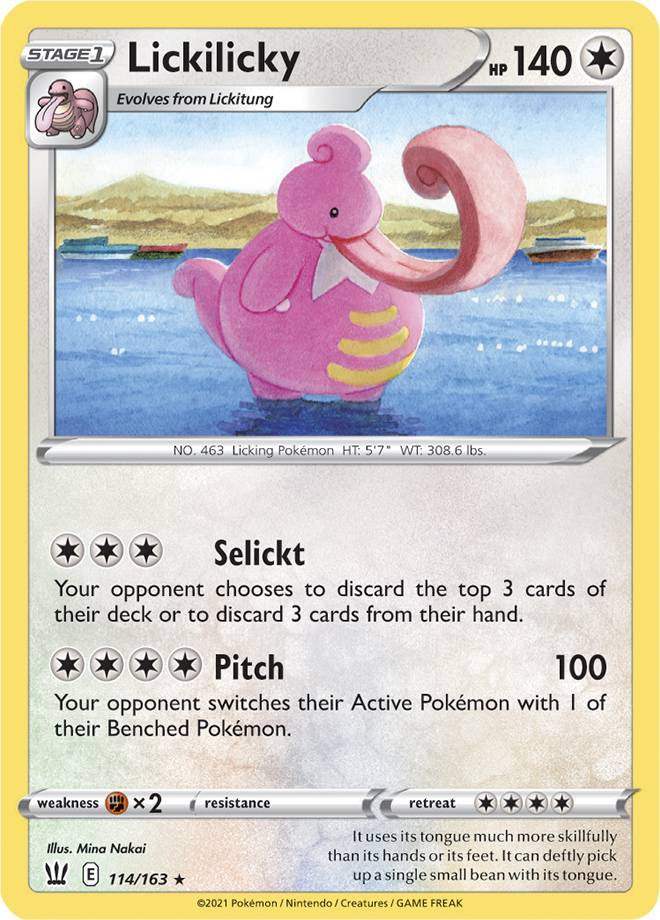 STAGE 1
Lickilicky
HP 140
Evolves from Lickitung
NO. 463 Licking Pokémon HT: 5'7" WT: 308.6 lbs.
Selickt
Your opponent chooses to discard the top 3 cards of
their deck or to discard 3 cards from their hand.
Pitch 100
Your opponent switches their Active Pokémon with 1 of
their Benched Pokémon.
weakness ×2 resistance retreat
Illus. Mina Nakai
E 114/163 ★
It uses its tongue much more skillfully
than its hands or its feet. It can deftly pick
up a single small bean with its tongue.
©2021 Pokémon / Nintendo / Creatures / GAME FREAK